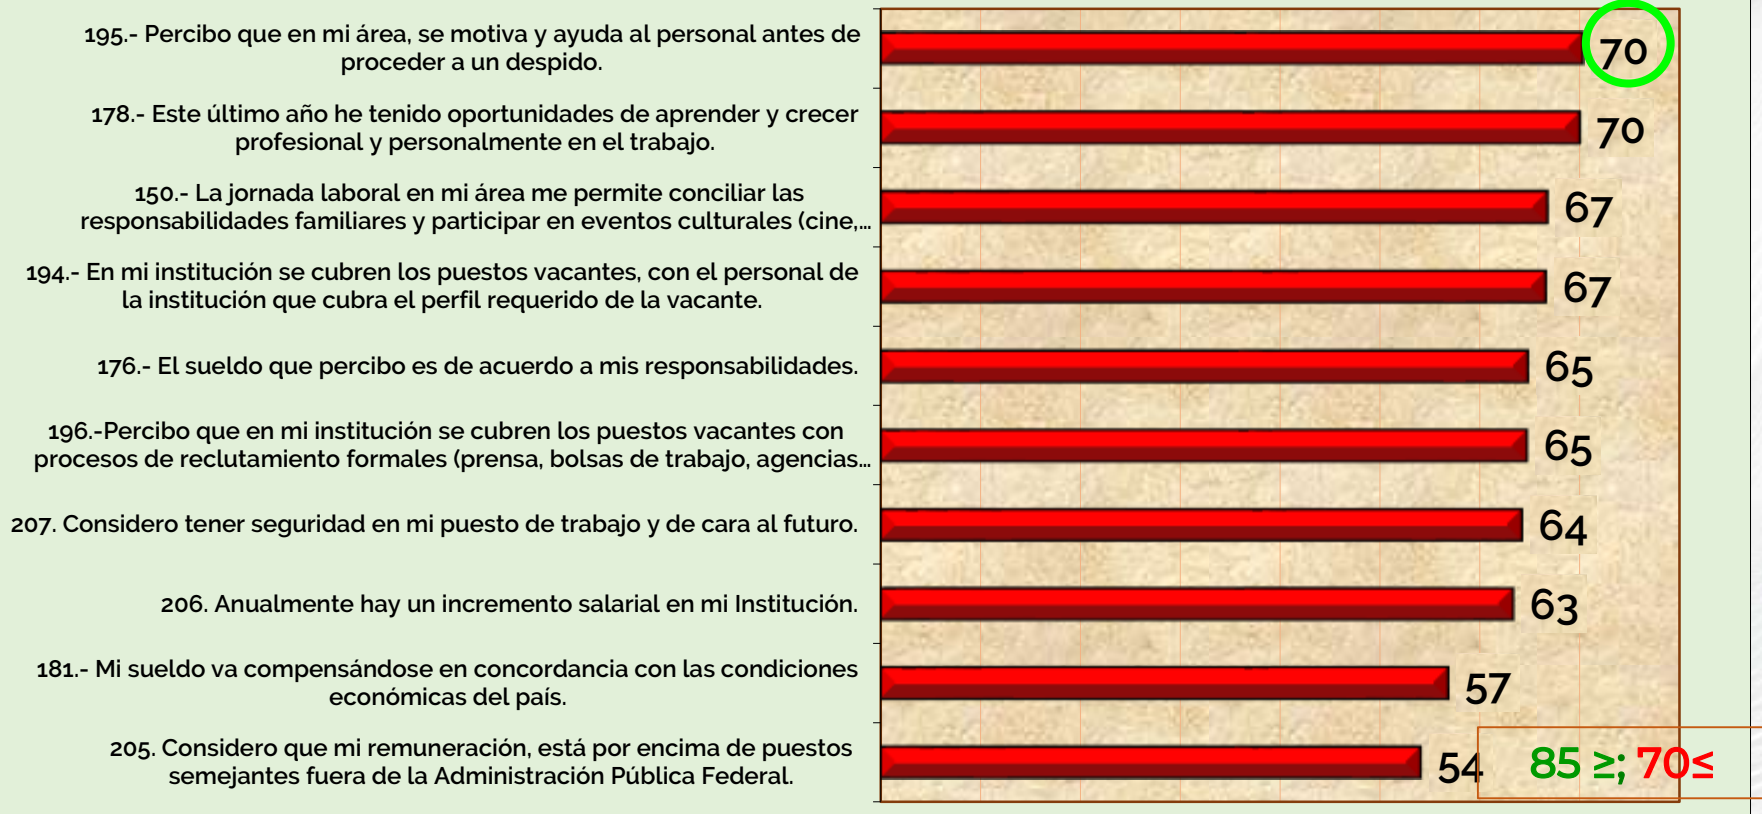 195.- Percibo que en mi área, se motiva y ayuda al personal antes de
proceder a un despido.
70
178.- Este último año he tenido oportunidades de aprender y crecer
profesional y personalmente en el trabajo.
70
150.- La jornada laboral en mi área me permite conciliar las
responsabilidades familiares y participar en eventos culturales (cine,...
67
194.- En mi institución se cubren los puestos vacantes, con el personal de
la institución que cubra el perfil requerido de la vacante.
67
176.- El sueldo que percibo es de acuerdo a mis responsabilidades.
65
196.-Percibo que en mi institución se cubren los puestos vacantes con
procesos de reclutamiento formales (prensa, bolsas de trabajo, agencias...
65
207. Considero tener seguridad en mi puesto de trabajo y de cara al futuro.
64
206. Anualmente hay un incremento salarial en mi Institución.
63
181.- Mi sueldo va compensándose en concordancia con las condiciones
económicas del país.
57
205. Considero que mi remuneración, está por encima de puestos
semejantes fuera de la Administración Pública Federal.
54
85 ≥; 70≤